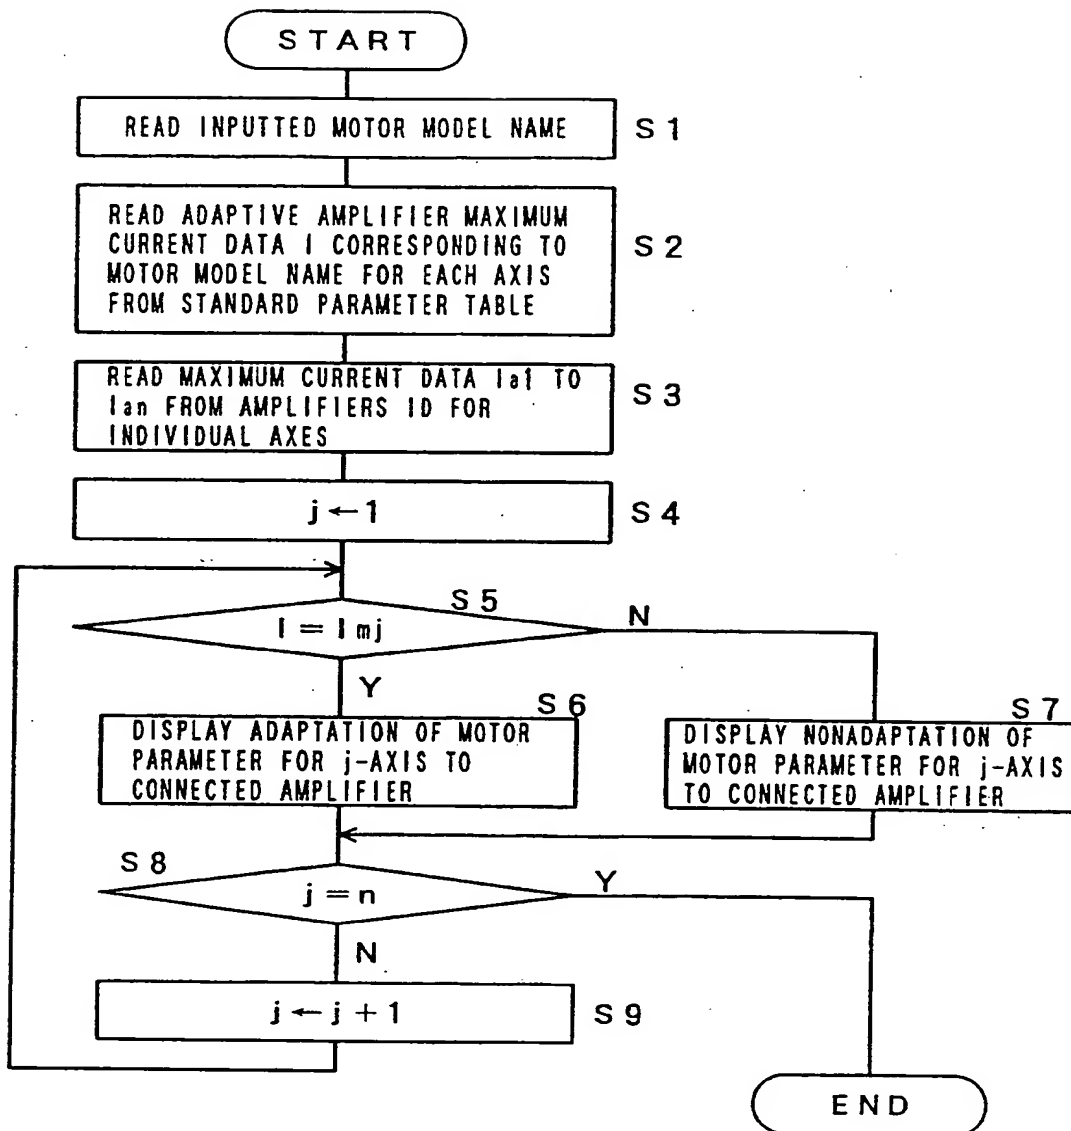 START
READ INPUTTED MOTOR MODEL NAME
S1
READ ADAPTIVE AMPLIFIER MAXIMUM
CURRENT DATA I CORRESPONDING TO
MOTOR MODEL NAME FOR EACH AXIS
FROM STANDARD PARAMETER TABLE
S2
READ MAXIMUM CURRENT DATA Ia1 TO
Ian FROM AMPLIFIERS ID FOR
INDIVIDUAL AXES
S3
j←1
S4
S5
I=Imj
N
Y
S6
DISPLAY ADAPTATION OF MOTOR
PARAMETER FOR j-AXIS TO
CONNECTED AMPLIFIER
S7
DISPLAY NONADAPTATION OF
MOTOR PARAMETER FOR j-AXIS
TO CONNECTED AMPLIFIER
S8
j=n
Y
N
j←j+1
S9
END